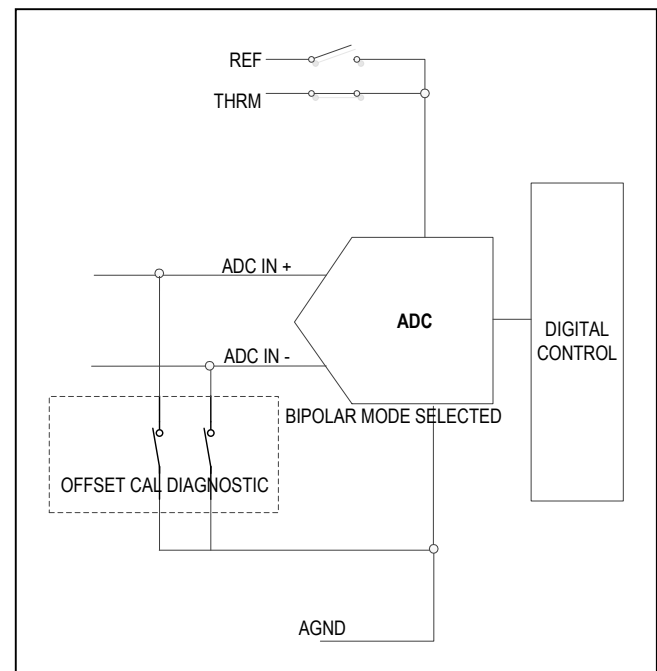 REF
THRM
ADC IN +
ADC
ADC IN -
DIGITAL
CONTROL
BIPOLAR MODE SELECTED
OFFSET CAL DIAGNOSTIC
AGND